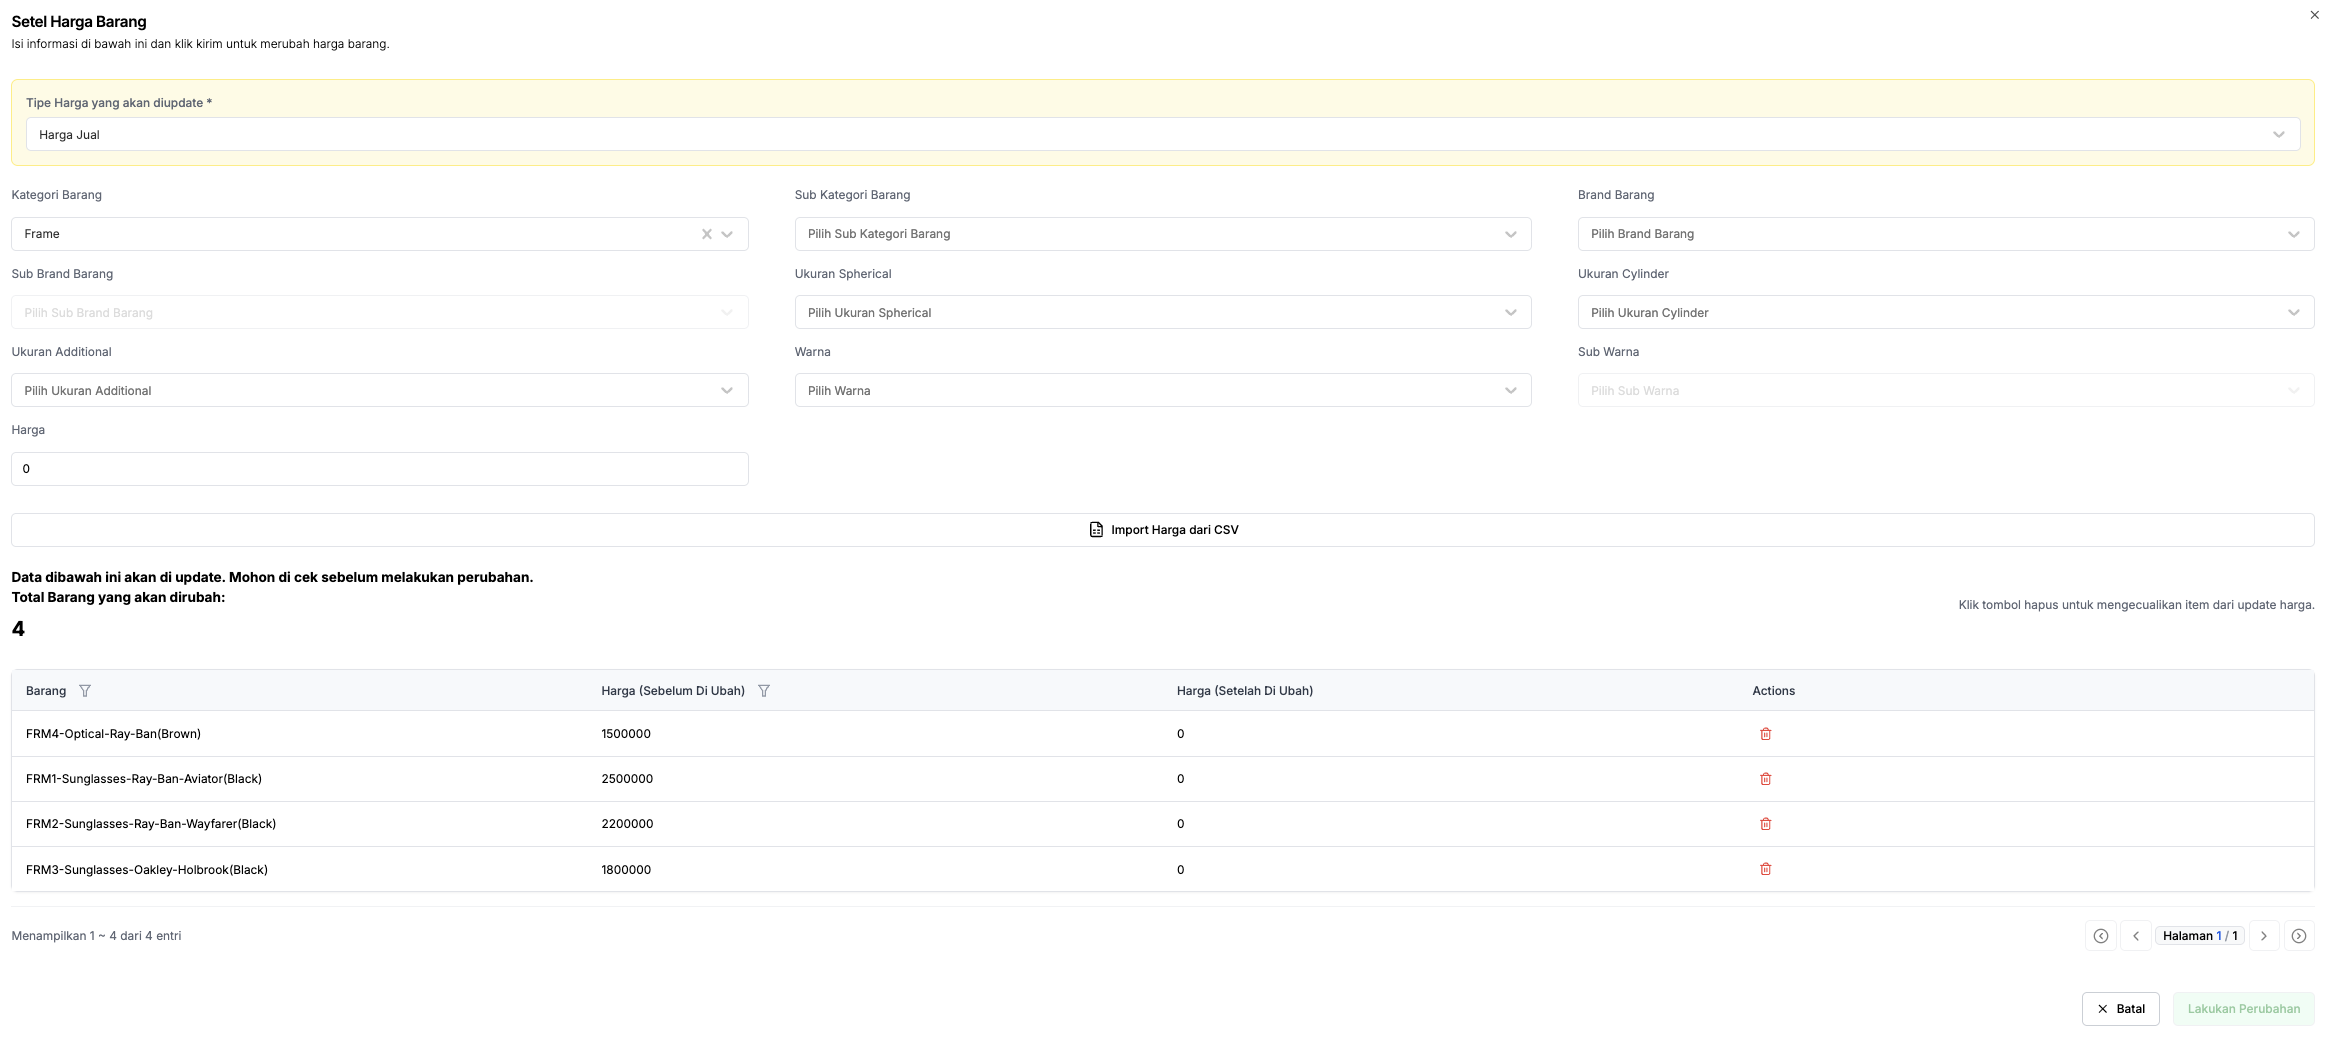 Setel Harga Barang
Isi informasi di bawah ini dan klik kirim untuk merubah harga barang.
Tipe Harga yang akan diupdate *
Harga Jual
Kategori Barang
Sub Kategori Barang
Brand Barang
Frame
Pilih Sub Kategori Barang
Pilih Brand Barang
Sub Brand Barang
Ukuran Spherical
Ukuran Cylinder
Pilih Sub Brand Barang
Pilih Ukuran Spherical
Pilih Ukuran Cylinder
Ukuran Additional
Warna
Sub Warna
Pilih Ukuran Additional
Pilih Warna
Pilih Sub Warna
Harga
0
Import Harga dari CSV
Data dibawah ini akan di update. Mohon di cek sebelum melakukan perubahan.
Total Barang yang akan dirubah:
4
Klik tombol hapus untuk mengecualikan item dari update harga.
Barang Harga (Sebelum Di Ubah) Harga (Setelah Di Ubah) Actions
FRM4-Optical-Ray-Ban(Brown) 1500000 0
FRM1-Sunglasses-Ray-Ban-Aviator(Black) 2500000 0
FRM2-Sunglasses-Ray-Ban-Wayfarer(Black) 2200000 0
FRM3-Sunglasses-Oakley-Holbrook(Black) 1800000 0
Menampilkan 1 ~ 4 dari 4 entri
Halaman 1 / 1
Batal
Lakukan Perubahan